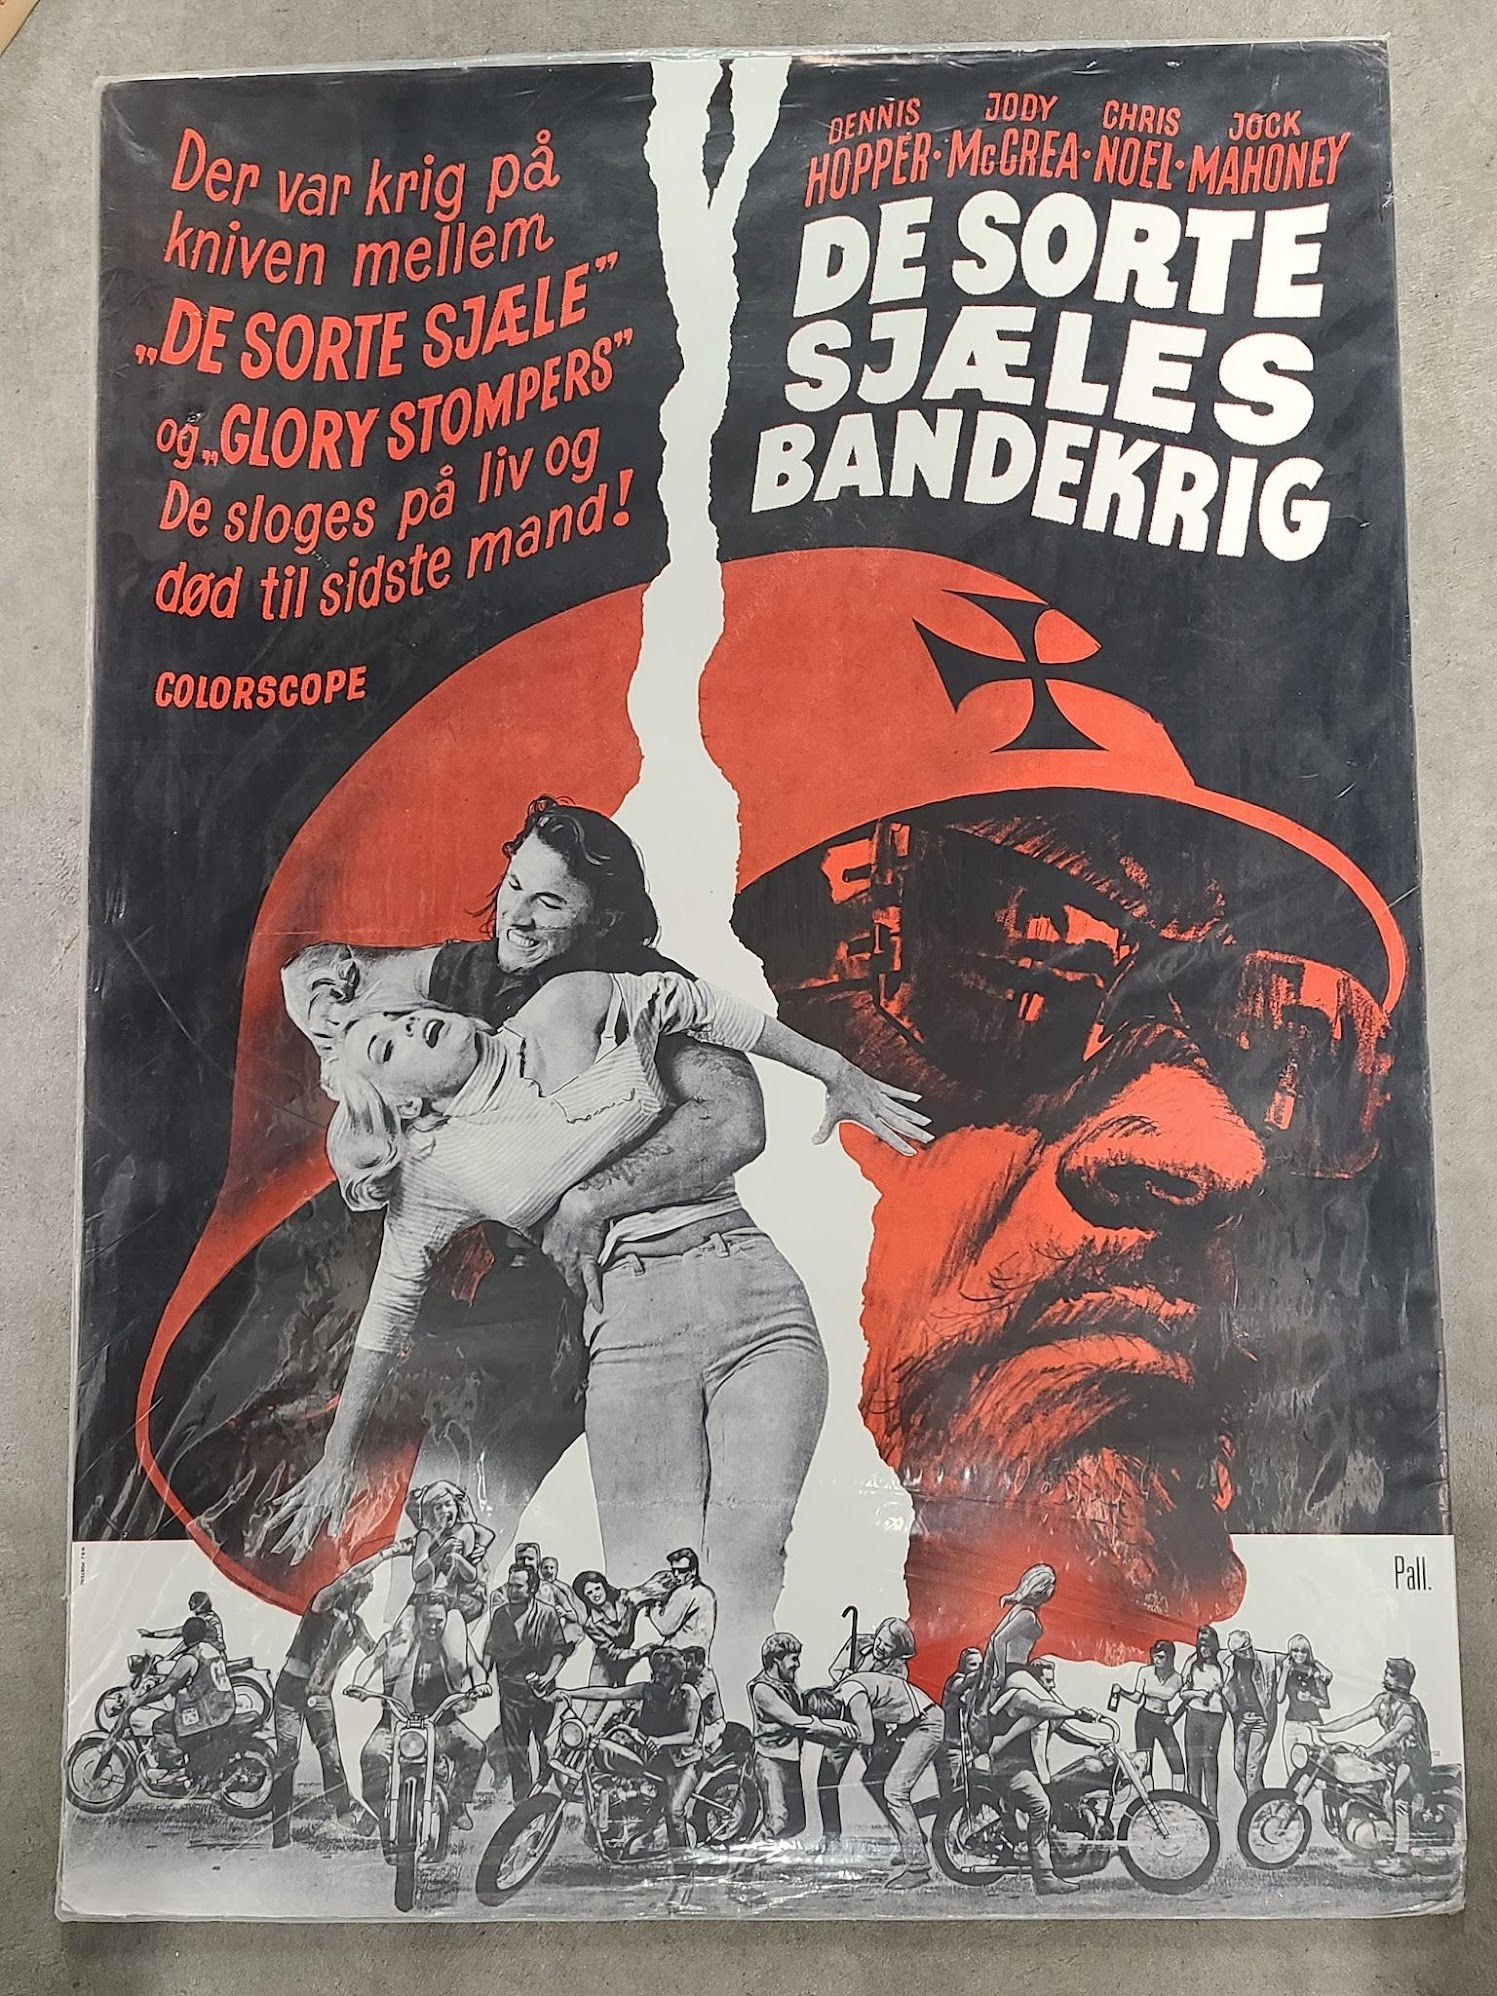 Der var krig på
kniven mellem
„DE SORTE SJÆLE”
og „GLORY STOMPERS”
De sloges på liv og
død til sidste mand!
COLORSCOPE
DENNIS JODY CHRIS JOCK
HOPPER · McCREA · NOEL · MAHONEY
DE SORTE
SJÆLES
BANDEKRIG
Pall.